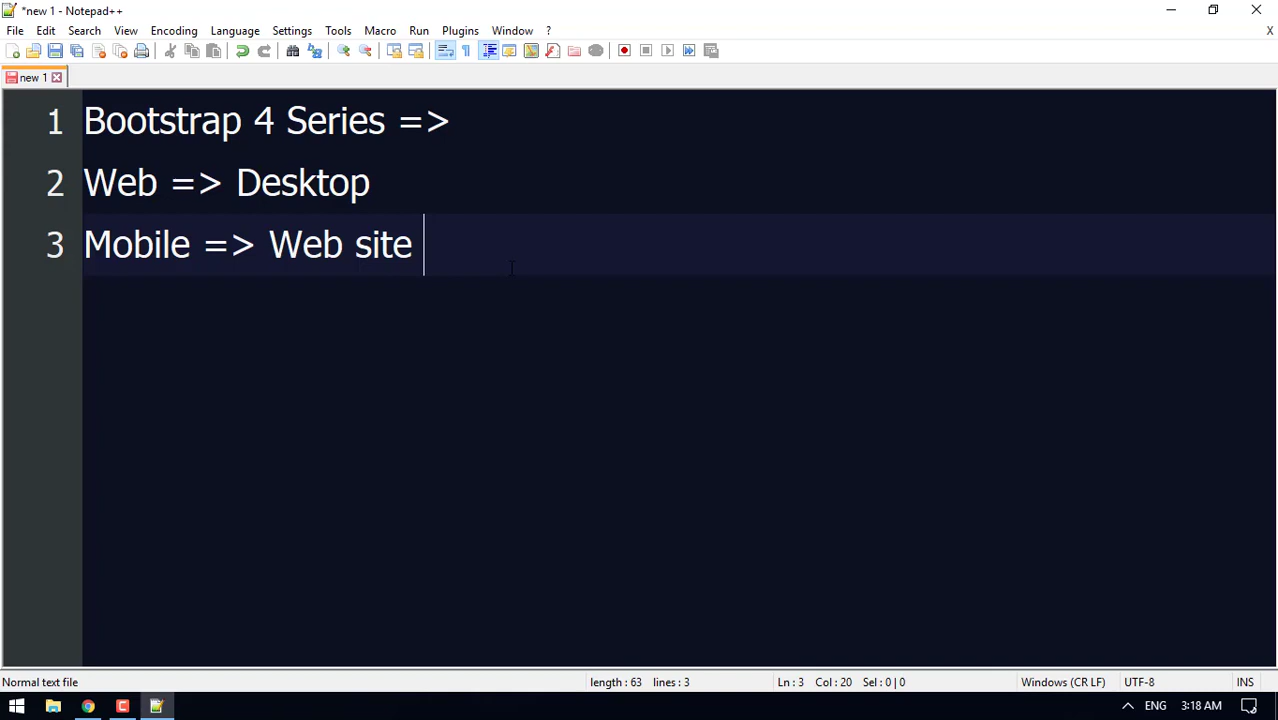 *new 1 - Notepad++
File Edit Search View Encoding Language Settings Tools Macro Run Plugins Window ? X
new 1
1 Bootstrap 4 Series =>
2 Web => Desktop
3 Mobile => Web site
Normal text file length : 63 lines : 3 Ln : 3 Col : 20 Sel : 0 | 0 Windows (CR LF) UTF-8 INS
ENG 3:18 AM